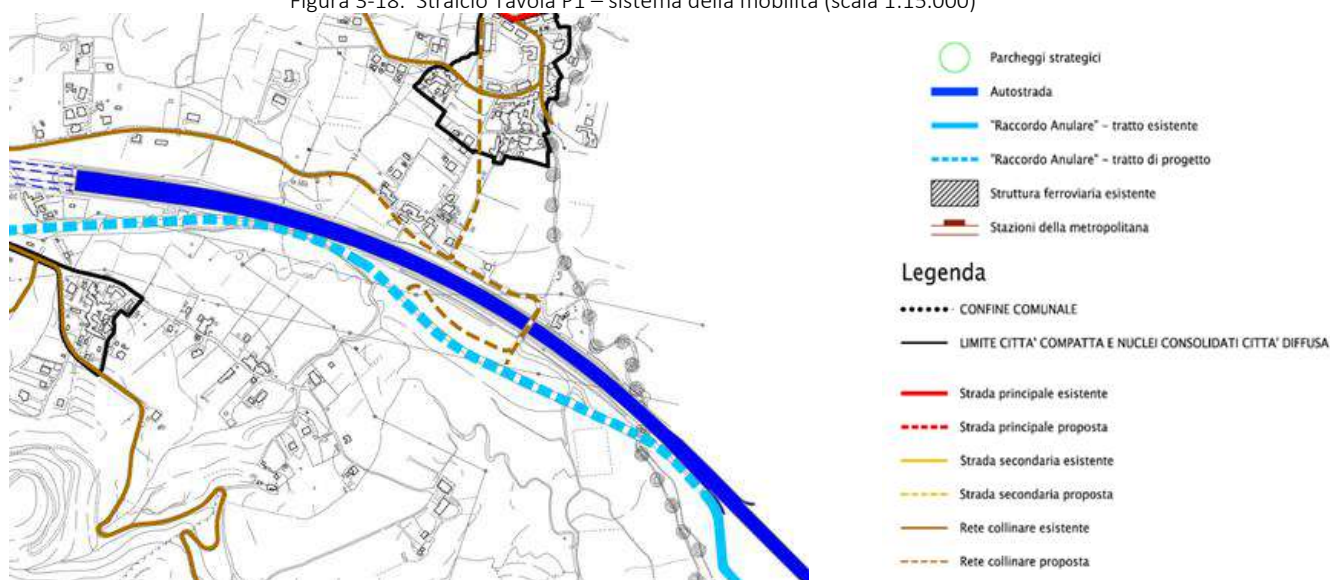 Figura 3-18: Stralcio Tavola P1 – sistema della mobilità (scala 1:15.000)
Parcheggi strategici
Autostrada
"Raccordo Anulare" – tratto esistente
"Raccordo Anulare" – tratto di progetto
Struttura ferroviaria esistente
Stazioni della metropolitana
Legenda
CONFINE COMUNALE
LIMITE CITTA' COMPATTA E NUCLEI CONSOLIDATI CITTA' DIFFUSA
Strada principale esistente
Strada principale proposta
Strada secondaria esistente
Strada secondaria proposta
Rete collinare esistente
Rete collinare proposta